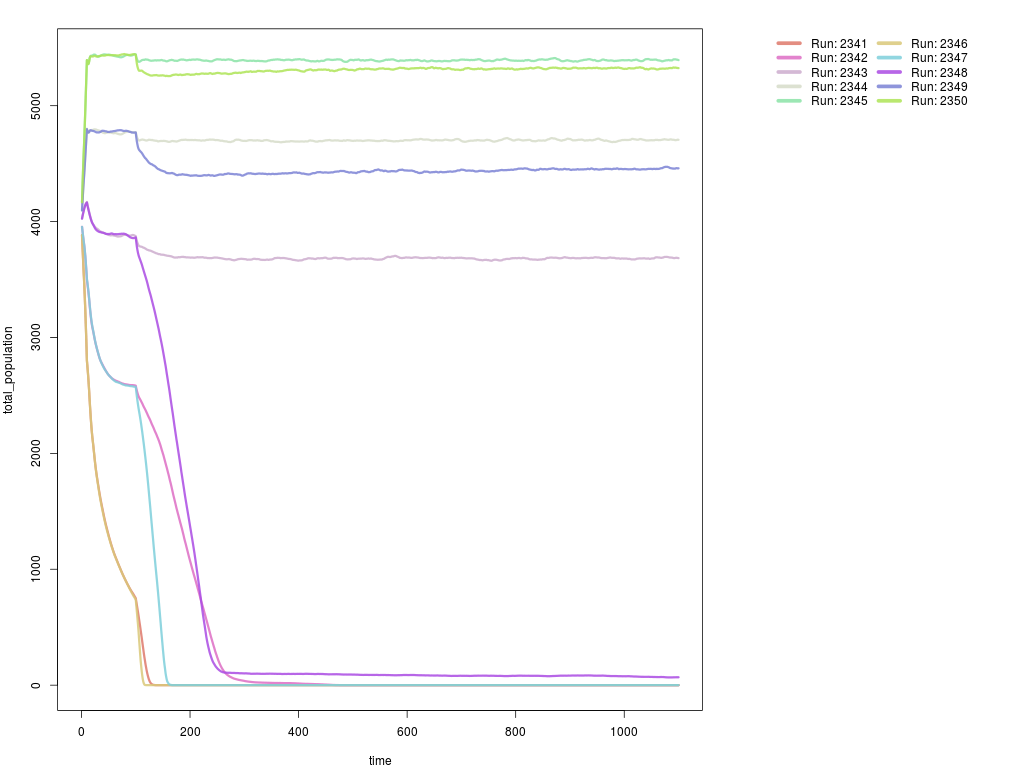 Run: 2341 Run: 2346
Run: 2342 Run: 2347
Run: 2343 Run: 2348
Run: 2344 Run: 2349
Run: 2345 Run: 2350
total_population
5000
4000
3000
2000
1000
0
0 200 400 600 800 1000
time